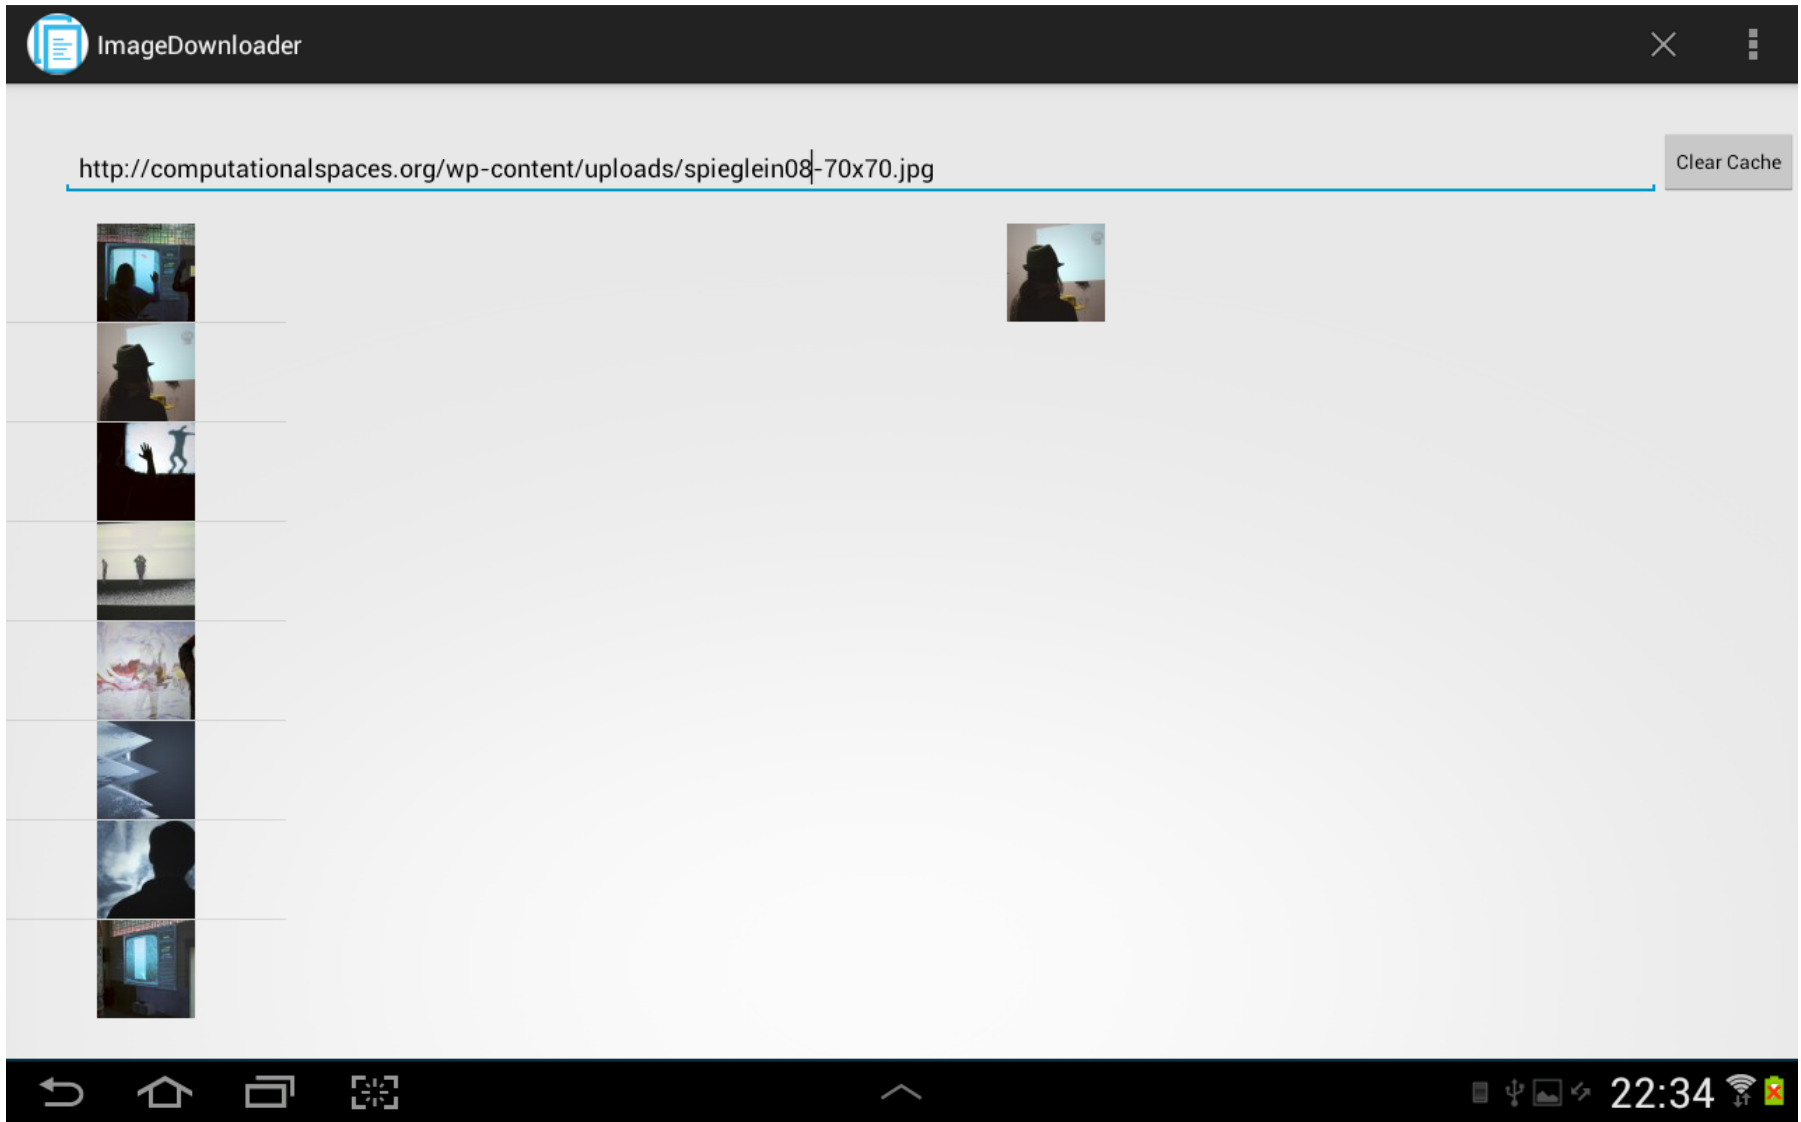 ImageDownloader
http://computationalspaces.org/wp-content/uploads/spieglein08-70x70.jpg
Clear Cache
22:34